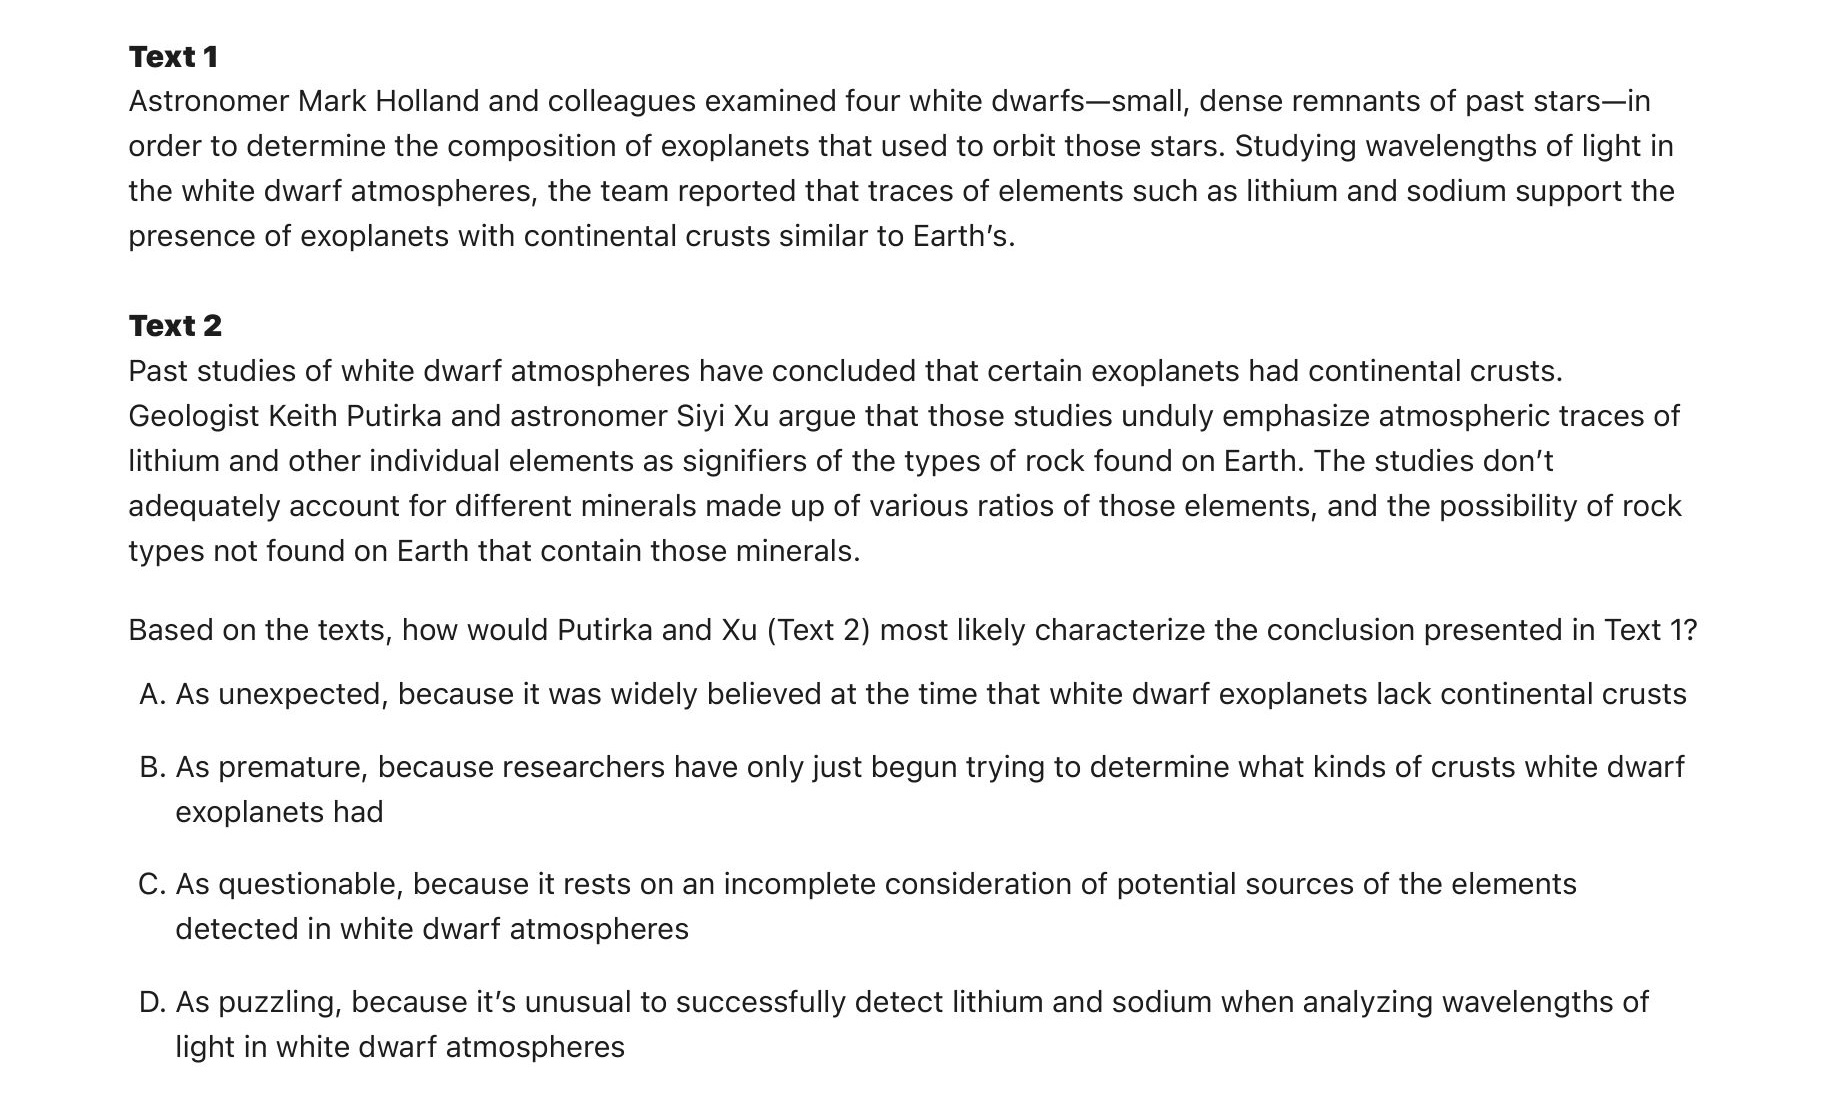 Text 1
Astronomer Mark Holland and colleagues examined four white dwarfs—small, dense remnants of past stars—in
order to determine the composition of exoplanets that used to orbit those stars. Studying wavelengths of light in
the white dwarf atmospheres, the team reported that traces of elements such as lithium and sodium support the
presence of exoplanets with continental crusts similar to Earth’s.
Text 2
Past studies of white dwarf atmospheres have concluded that certain exoplanets had continental crusts.
Geologist Keith Putirka and astronomer Siyi Xu argue that those studies unduly emphasize atmospheric traces of
lithium and other individual elements as signifiers of the types of rock found on Earth. The studies don’t
adequately account for different minerals made up of various ratios of those elements, and the possibility of rock
types not found on Earth that contain those minerals.
Based on the texts, how would Putirka and Xu (Text 2) most likely characterize the conclusion presented in Text 1?
A. As unexpected, because it was widely believed at the time that white dwarf exoplanets lack continental crusts
B. As premature, because researchers have only just begun trying to determine what kinds of crusts white dwarf
exoplanets had
C. As questionable, because it rests on an incomplete consideration of potential sources of the elements
detected in white dwarf atmospheres
D. As puzzling, because it’s unusual to successfully detect lithium and sodium when analyzing wavelengths of
light in white dwarf atmospheres